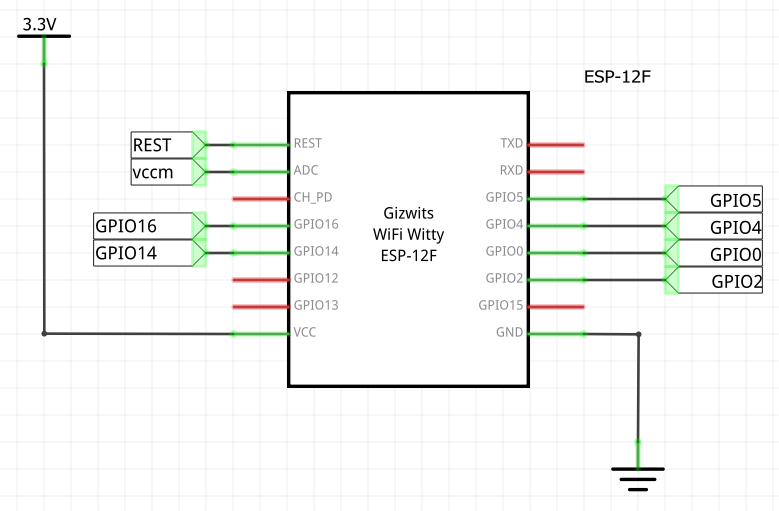 3.3V
ESP-12F
REST
vccm
GPIO16
GPIO14
REST
ADC
CH_PD
GPIO16
GPIO14
GPIO12
GPIO13
VCC
Gizwits
WiFi Witty
ESP-12F
TXD
RXD
GPIO5
GPIO4
GPIO0
GPIO2
GPIO15
GND
GPIO5
GPIO4
GPIO0
GPIO2